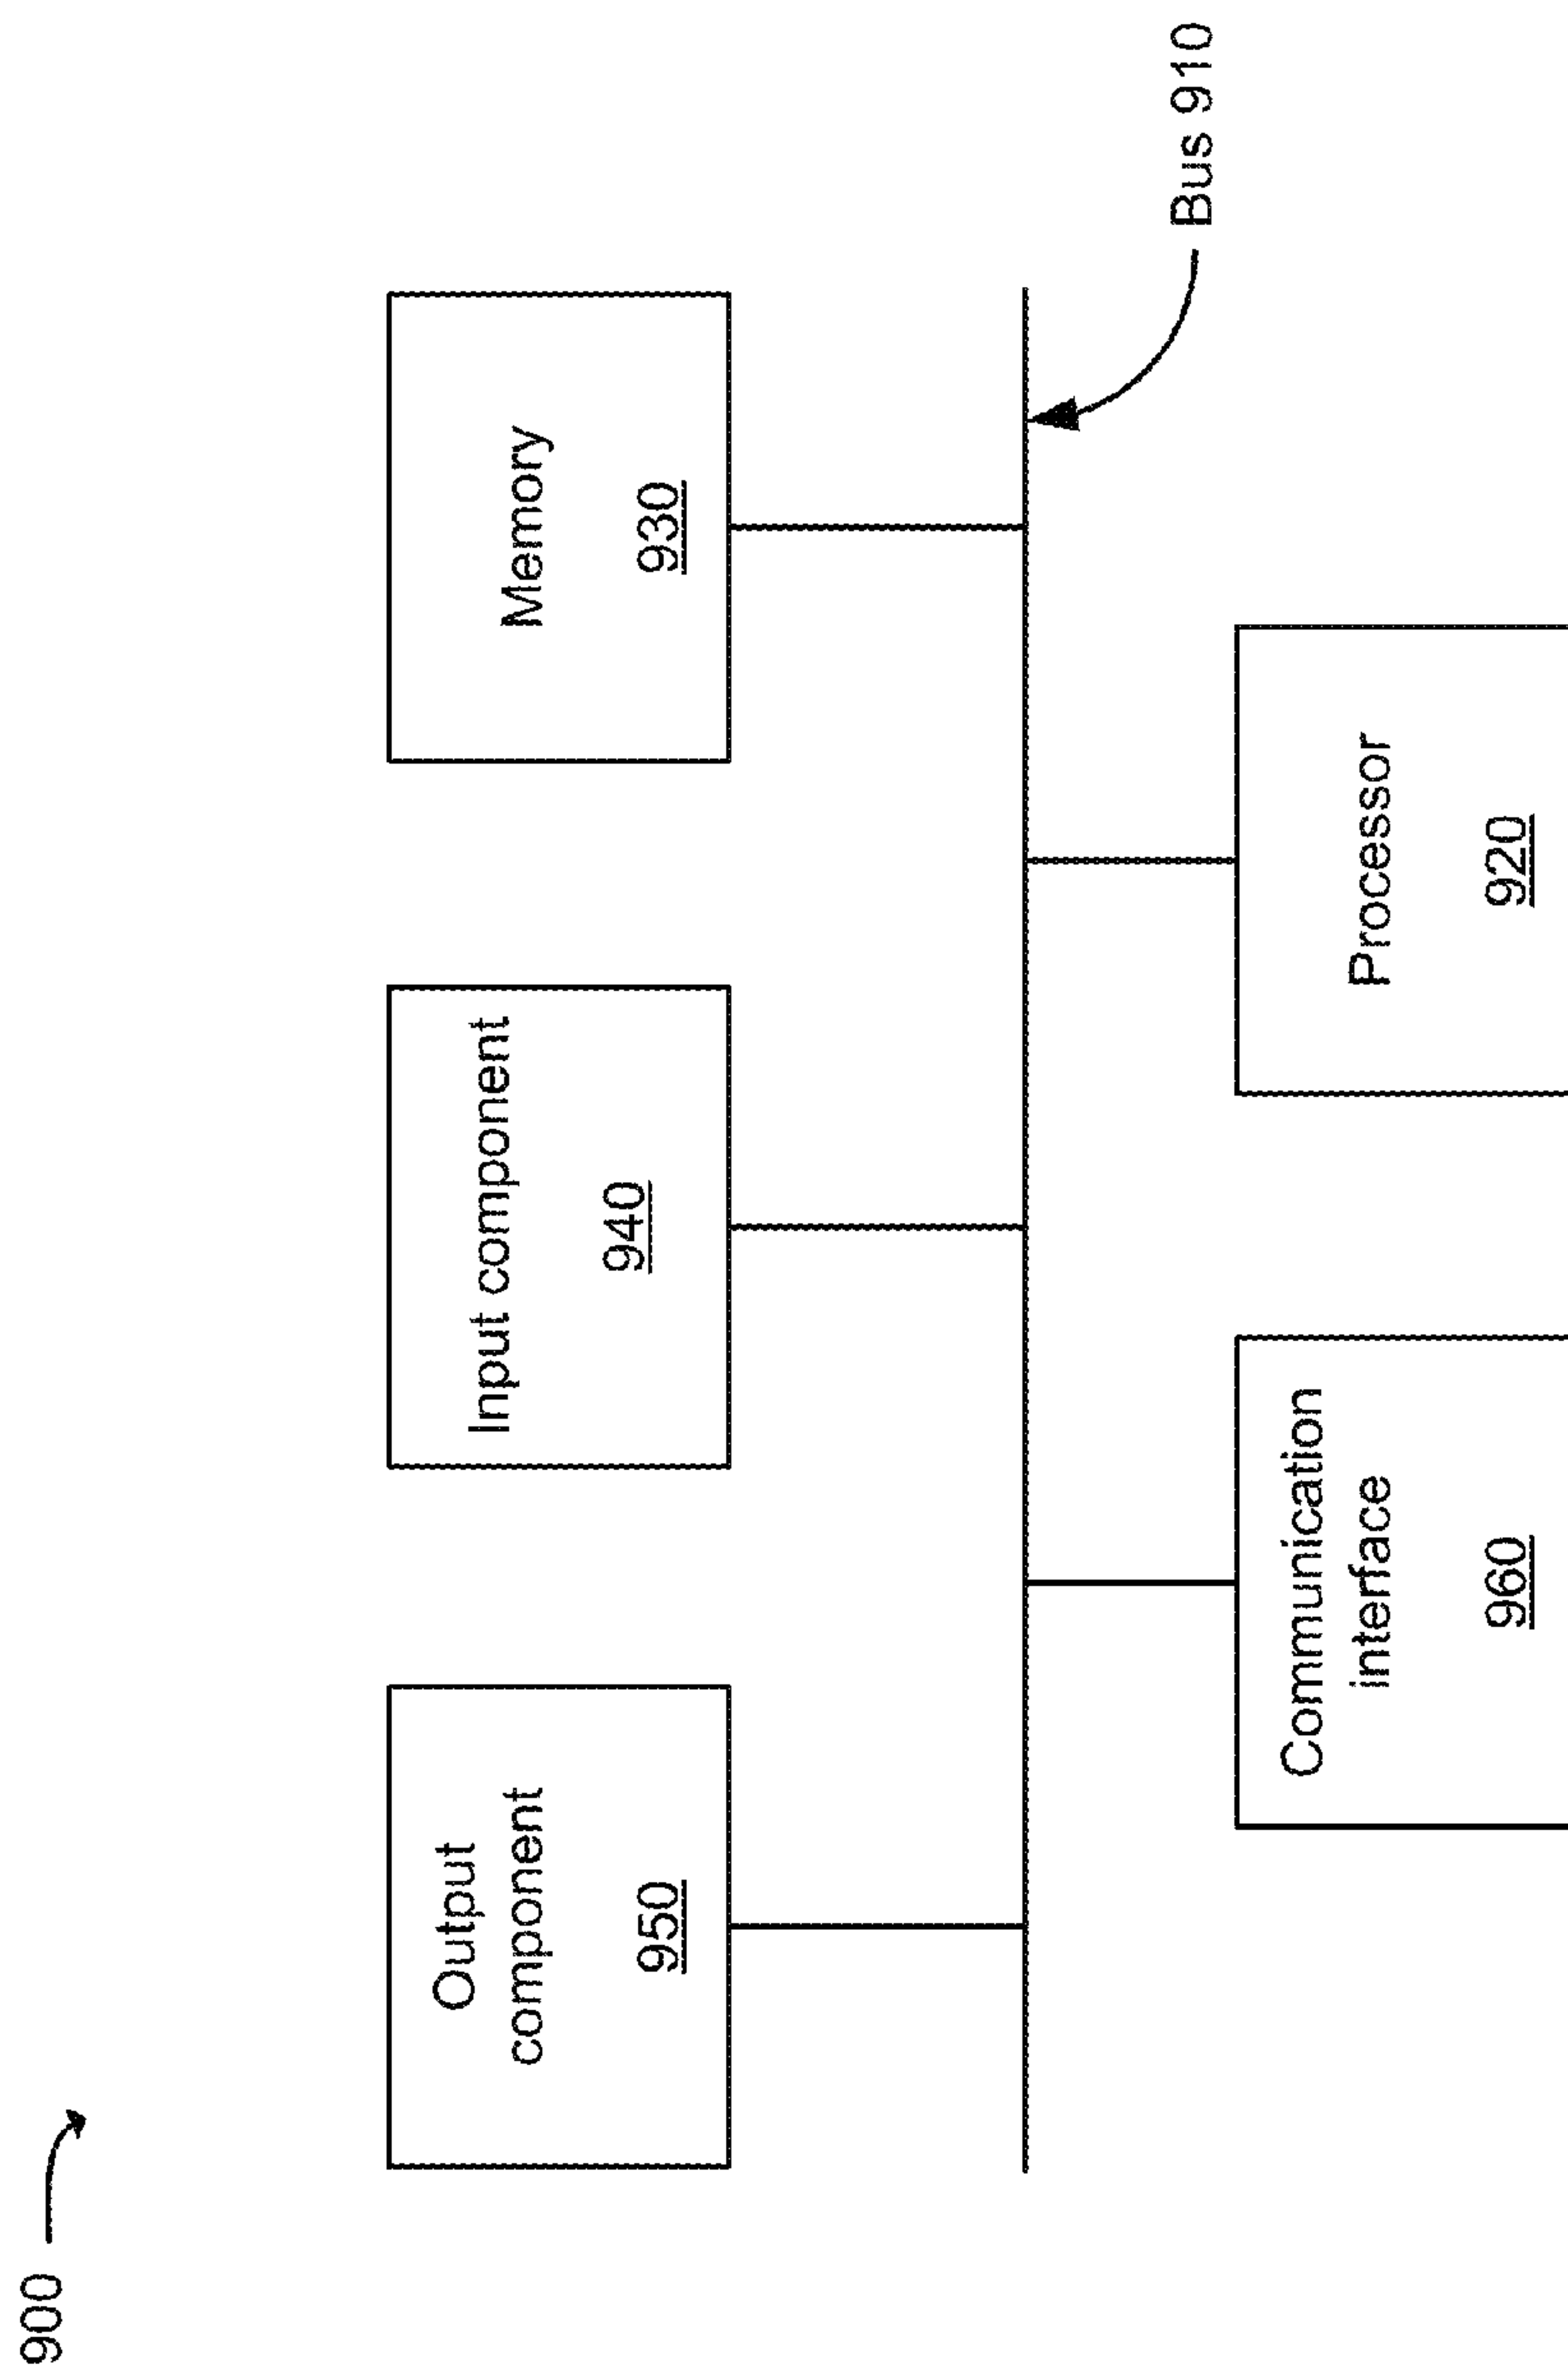 900
Output
component
950
Input component
940
Memory
930
Bus 910
Communication
interface
960
Processor
920